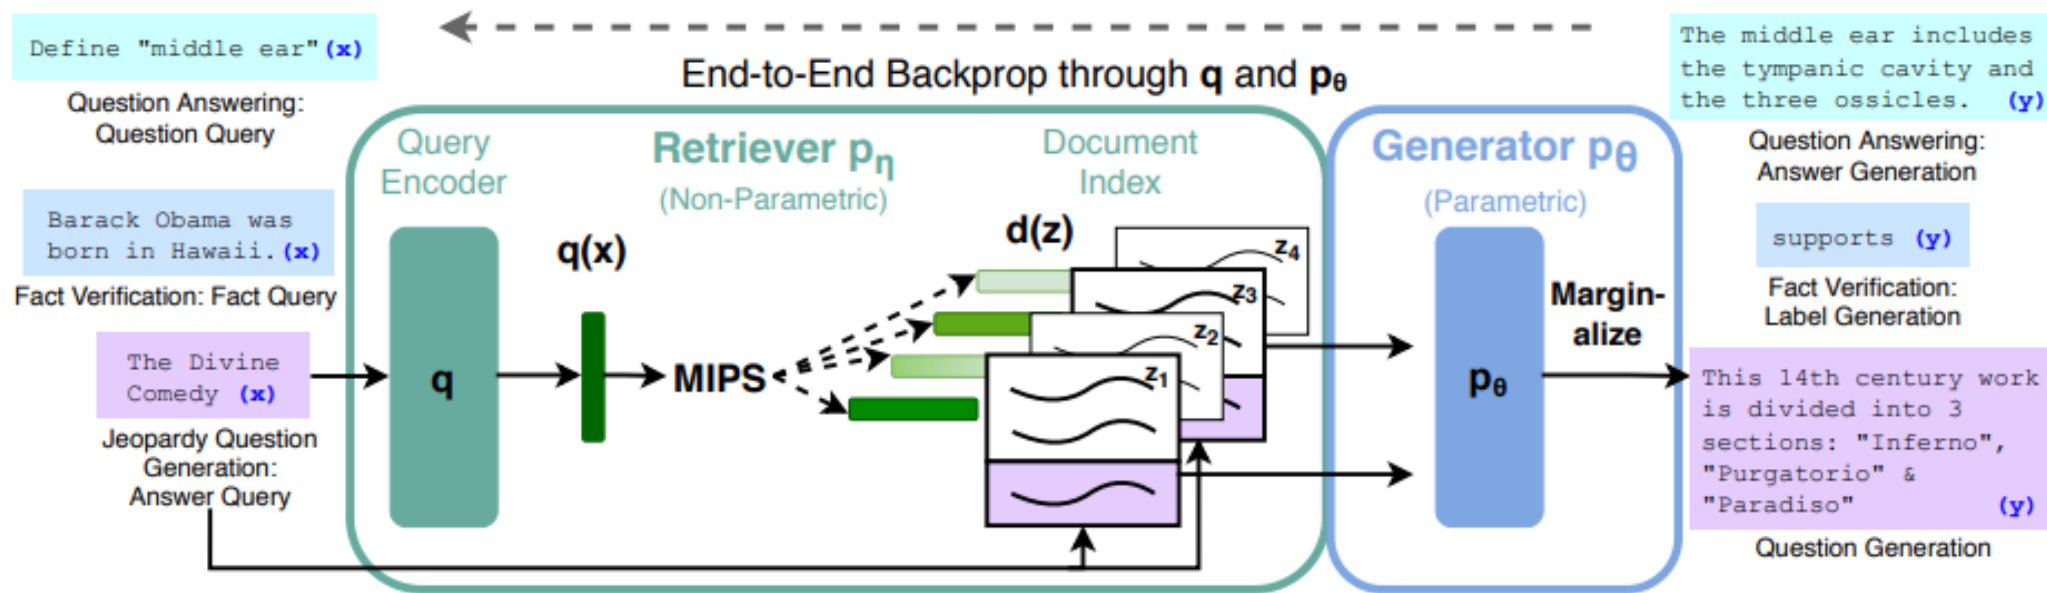 Define "middle ear" (x)
Question Answering:
Question Query
Barack Obama was
born in Hawaii. (x)
Fact Verification: Fact Query
The Divine
Comedy (x)
Jeopardy Question
Generation:
Answer Query
End-to-End Backprop through q and pθ
Query
Encoder
Retriever pη
(Non-Parametric)
Document
Index
q
q(x)
MIPS
d(z)
z4
z3
z2
z1
Generator pθ
(Parametric)
pθ
Margin-
alize
The middle ear includes
the tympanic cavity and
the three ossicles. (y)
Question Answering:
Answer Generation
supports (y)
Fact Verification:
Label Generation
This 14th century work
is divided into 3
sections: "Inferno",
"Purgatorio" &
"Paradiso" (y)
Question Generation